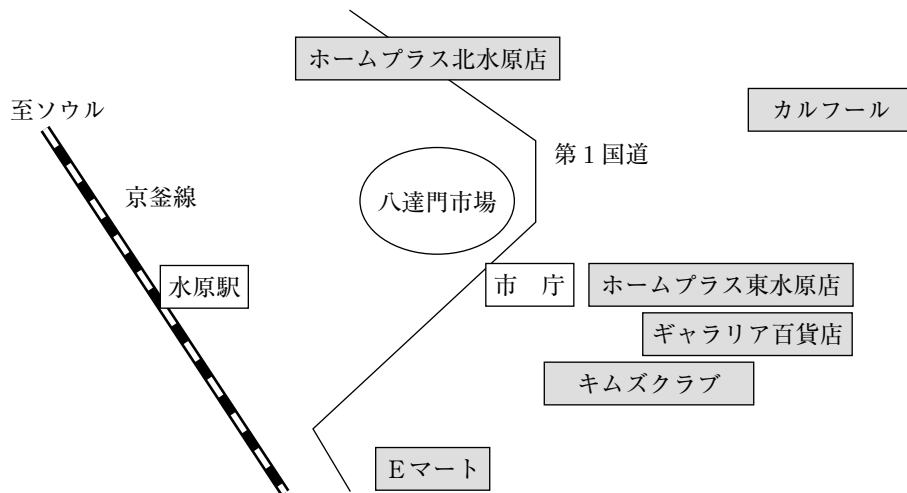 ホームプラス北水原店
至ソウル
カルフール
第1国道
京釜線
八達門市場
水原駅
市 庁
ホームプラス東水原店
ギャラリア百貨店
キムズクラブ
Eマート